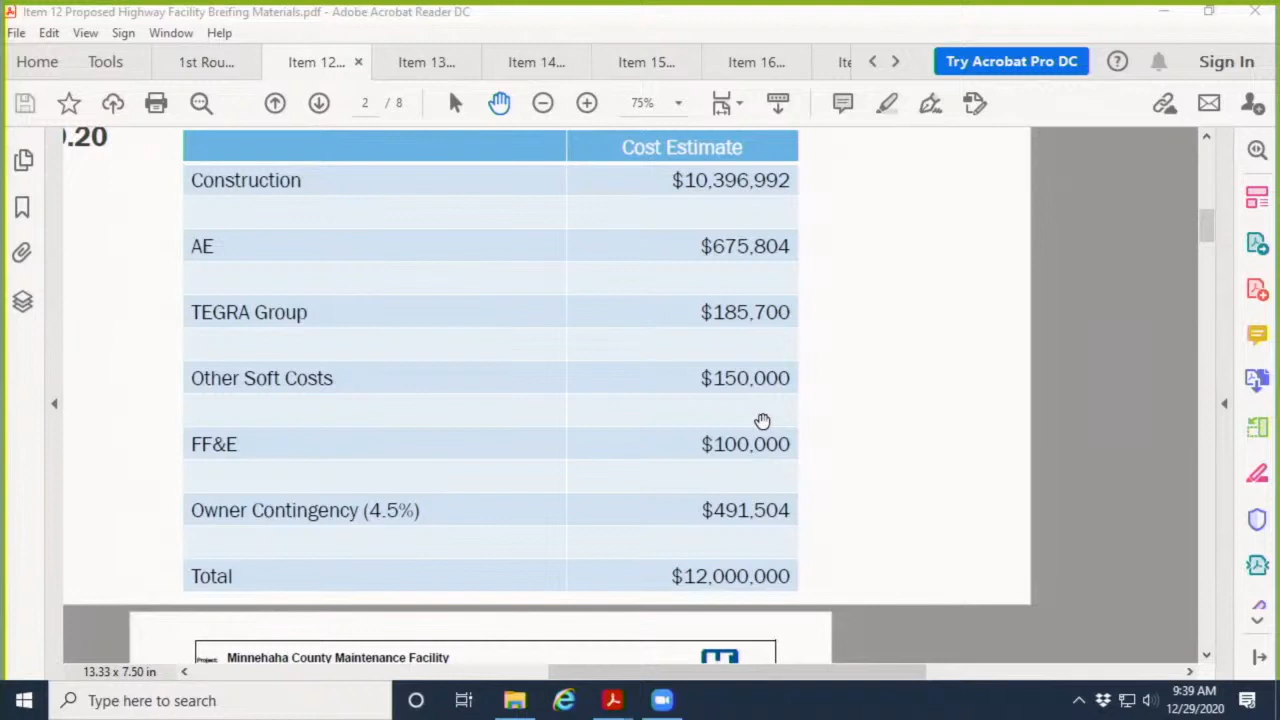 Item 12 Proposed Highway Facility Breifing Materials.pdf - Adobe Acrobat Reader DC
File Edit View Sign Window Help
Home Tools 1st Rou... Item 12... Item 13... Item 14... Item 15... Item 16... Ite Try Acrobat Pro DC Sign In
2 / 8 75%
0.20
Cost Estimate
Construction $10,396,992
AE $675,804
TEGRA Group $185,700
Other Soft Costs $150,000
FF&E $100,000
Owner Contingency (4.5%) $491,504
Total $12,000,000
Project: Minnehaha County Maintenance Facility
13.33 x 7.50 in
Type here to search
9:39 AM
12/29/2020